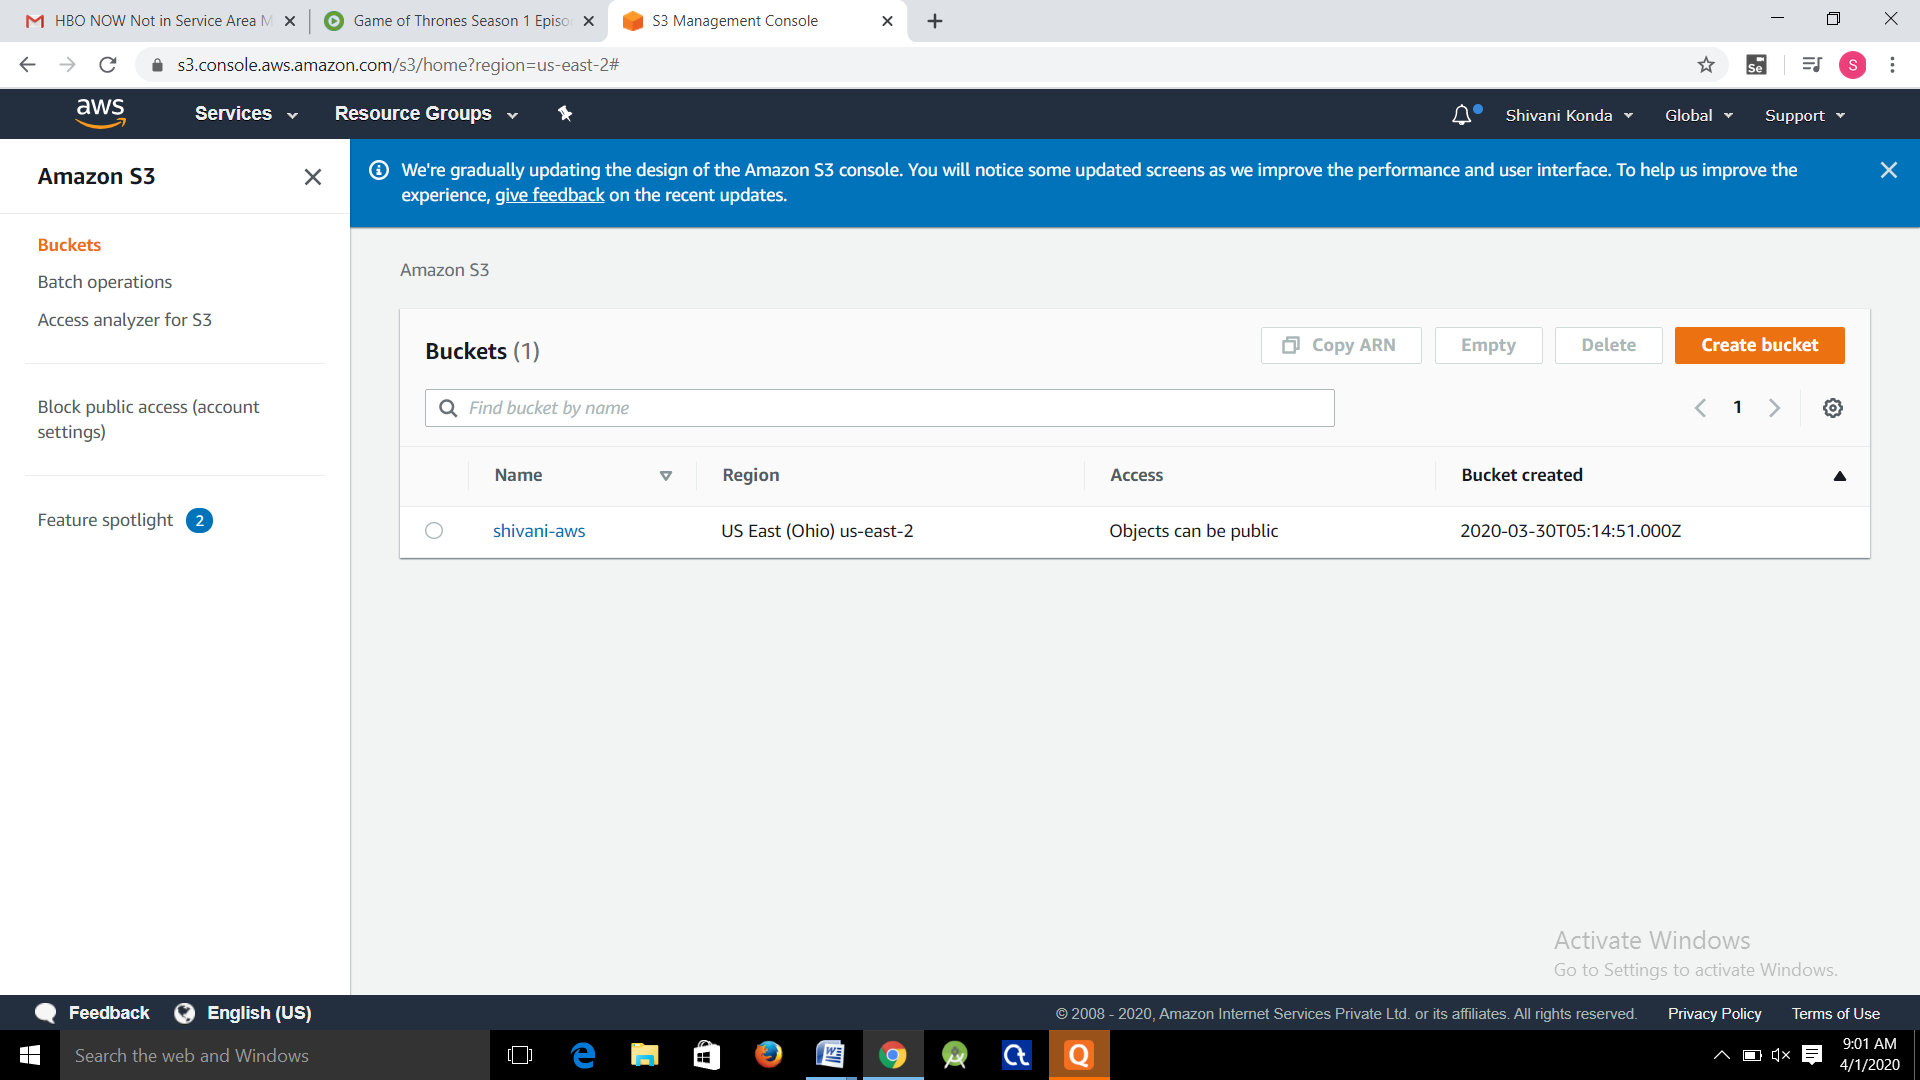 HBO NOW Not in Service Area M
Game of Thrones Season 1 Episo
S3 Management Console
s3.console.aws.amazon.com/s3/home?region=us-east-2#
Se
S
aws
Services
Resource Groups
Shivani Konda
Global
Support
Amazon S3
Buckets
Batch operations
Access analyzer for S3
Block public access (account
settings)
Feature spotlight 2
We're gradually updating the design of the Amazon S3 console. You will notice some updated screens as we improve the performance and user interface. To help us improve the
experience, give feedback on the recent updates.
Amazon S3
Buckets (1)
Copy ARN
Empty
Delete
Create bucket
Find bucket by name
1
Name
Region
Access
Bucket created
shivani-aws
US East (Ohio) us-east-2
Objects can be public
2020-03-30T05:14:51.000Z
Activate Windows
Go to Settings to activate Windows.
Feedback
English (US)
© 2008 - 2020, Amazon Internet Services Private Ltd. or its affiliates. All rights reserved.
Privacy Policy
Terms of Use
Search the web and Windows
Q
9:01 AM
4/1/2020